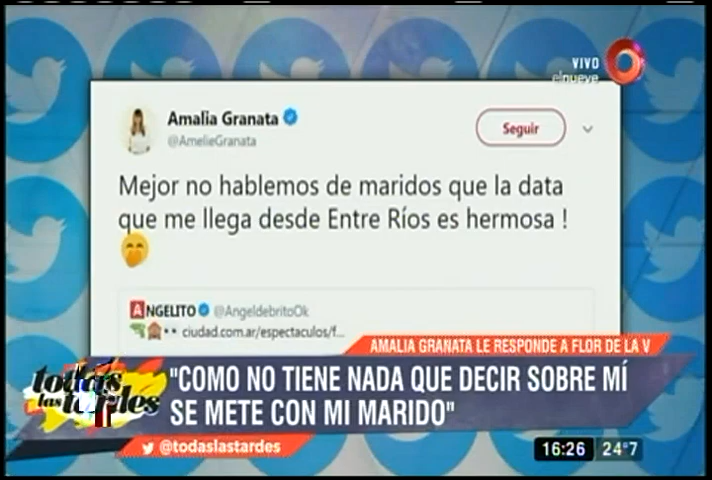 VIVO
elnueve
Amalia Granata
@AmelieGranata
Seguir
Mejor no hablemos de maridos que la data
que me llega desde Entre Ríos es hermosa !
ANGELITO @AngeldebritoOk
ciudad.com.ar/espectaculos/f...
AMALIA GRANATA LE RESPONDE A FLOR DE LA V
todas
las tardes
"COMO NO TIENE NADA QUE DECIR SOBRE MÍ
SE METE CON MI MARIDO"
@todaslastardes
16:26 24°7